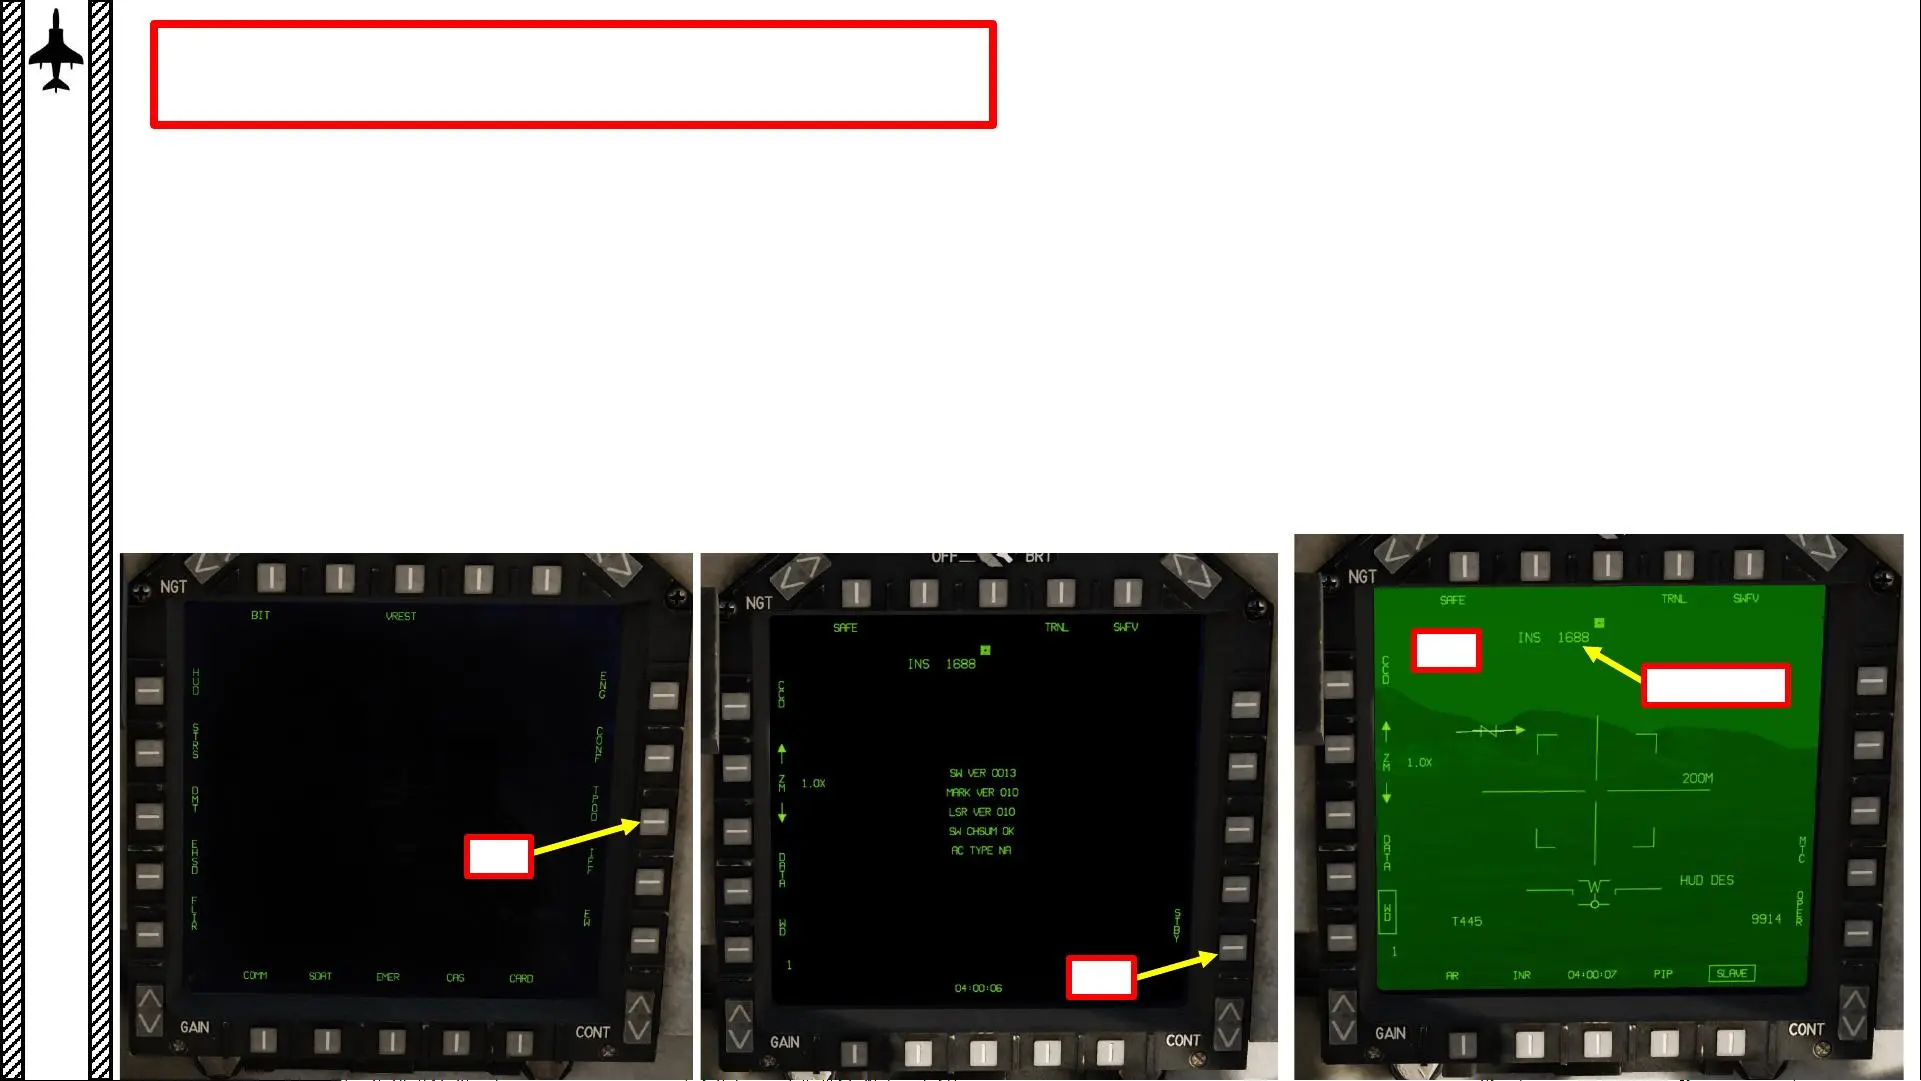 NGT
BIT VREST
HUD
STRS
DMT
EHSD
FLIR
ENG
CONF
TPOD
IFF
EW
COMM SDAT EMER CAS CARD
GAIN
CONT
OFF BRT
NGT
SAFE TRNL SWFV
INS 1688
CCD
ZM
1.0X
DATA
WD
1
SW VER 0013
MARK VER 010
LSR VER 010
SW CHSUM OK
AC TYPE NA
STBY
04:00:06
GAIN
CONT
NGT
SAFE TRNL SWFV
INS 1688
CCD
N
ZM
1.0X
200M
DATA
MTC
W
HUD DES
WD
T445
9914
OPER
1
AR INR 04:00:07 PIP SLAVE
GAIN
CONT